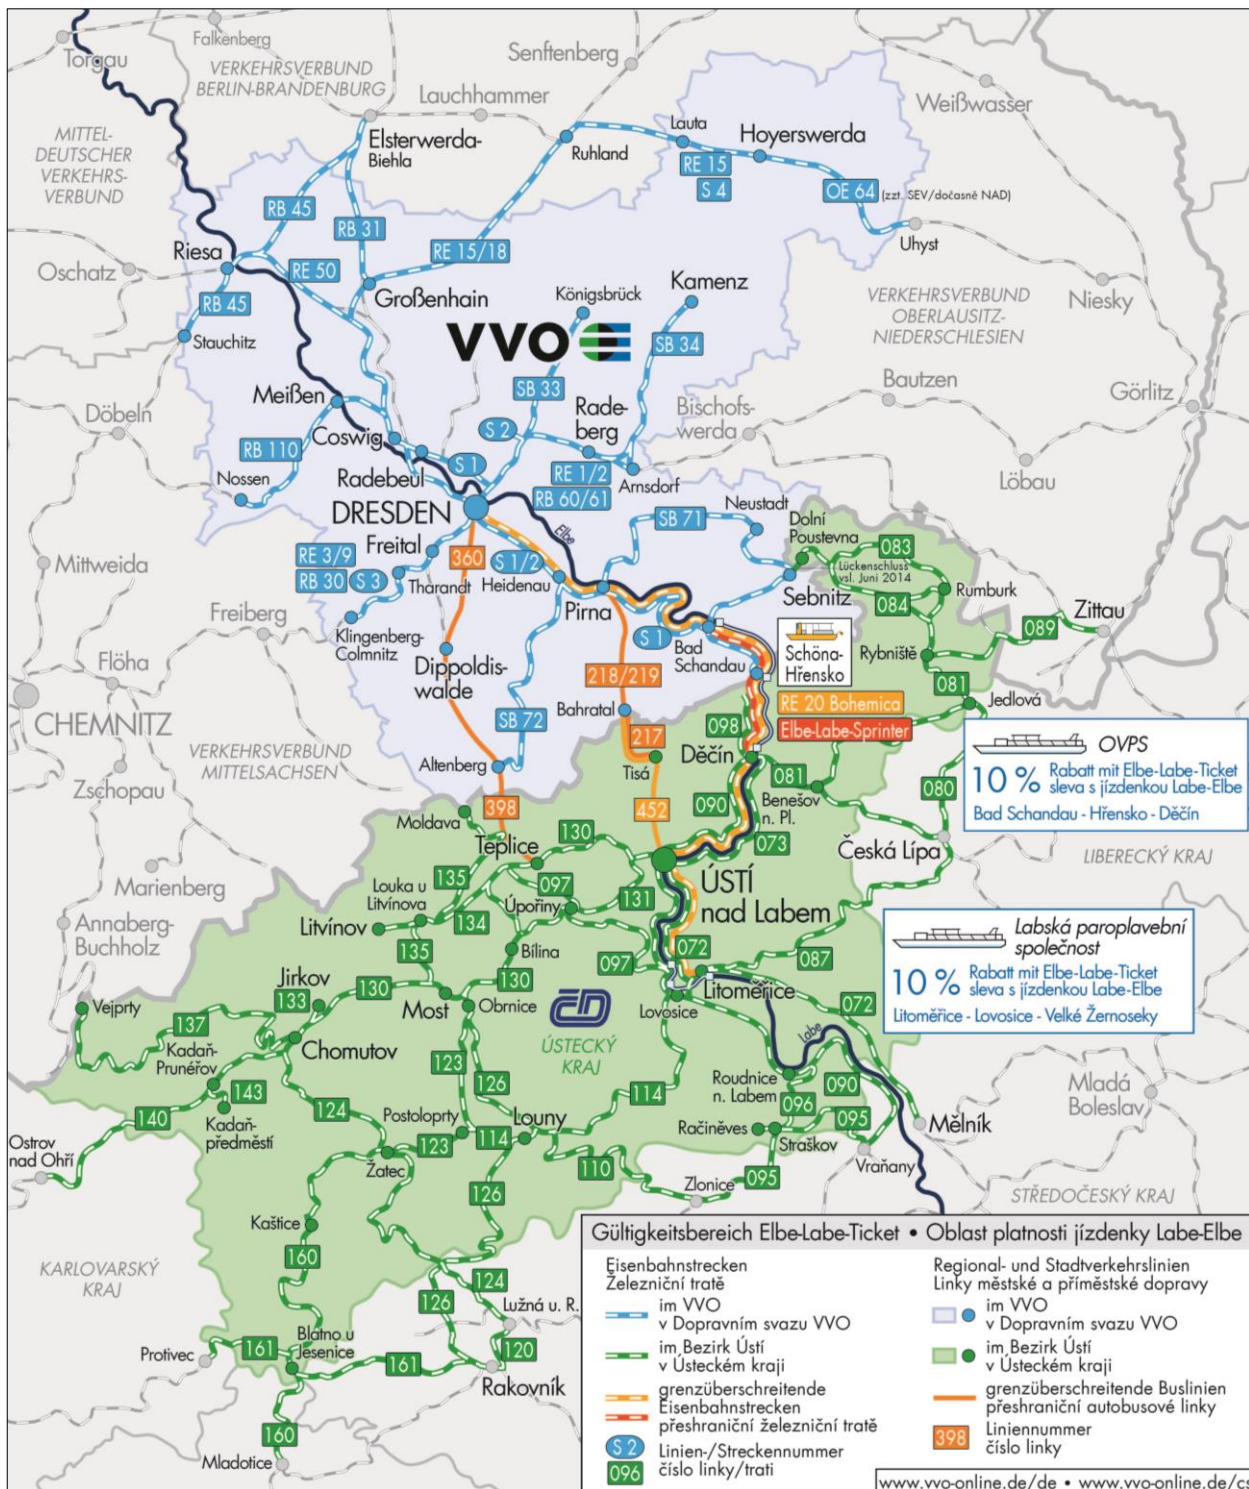 Torgau
Falkenberg
VERKEHRSVERBUND
BERLIN-BRANDENBURG
Senftenberg
Lauchhammer
Weißwasser
MITTEL-
DEUTSCHER
VERKEHRS-
VERBUND
Elsterwerda-
Biehla
Ruhland
Lauta
Hoyerswerda
RE 15
S 4
OE 64
(zzt. SEV/dočasně NAD)
Uhyst
RB 45
RB 31
RE 15/18
Riesa
RE 50
Oschatz
RB 45
Großenhain
Königsbrück
Kamenz
VERKEHRSVERBUND
OBERLAUSITZ-
NIEDERSCHLESIEN
Niesky
Stauchitz
VVO
SB 34
SB 33
Bautzen
Görlitz
Meißen
Döbeln
Coswig
S 2
Rade-
berg
Bischofs-
werda
RB 110
S 1
RE 1/2
RB 60/61
Arnsdorf
Löbau
Nossen
Radebeul
DRESDEN
Elbe
SB 71
Neustadt
Dolní
Poustevna
083
Lückenschluss
vsl. Juni 2014
084
Rumburk
Mittweida
Freital
RE 3/9
RB 30
S 3
360
S 1/2
Heidenau
Tharandt
Pirna
Sebnitz
Zittau
089
Freiberg
Klingenberg-
Colmnitz
S 1
Bad
Schandau
Schöna-
Hřensko
Rybniště
081
Flöha
Dippoldis-
walde
218/219
RE 20 Bohemica
Elbe-Labe-Sprinter
Jedlová
CHEMNITZ
SB 72
Bahratal
098
217
Děčín
OVPS
10 %
Rabatt mit Elbe-Labe-Ticket
sleva s jízdenkou Labe-Elbe
Bad Schandau - Hřensko - Děčín
VERKEHRSVERBUND
MITTELSACHSEN
Zschopau
Altenberg
Tisá
081
Benešov
n. Pl.
080
398
452
090
073
Moldava
130
Teplice
Česká Lípa
LIBERECKÝ KRAJ
Marienberg
Louka u
Litvínova
135
097
131
ÚSTÍ
nad Labem
Annaberg-
Buchholz
134
Úpořiny
Litvínov
Labská paroplavební
společnost
10 %
Rabatt mit Elbe-Labe-Ticket
sleva s jízdenkou Labe-Elbe
Litoměřice - Lovosice - Velké Žernoseky
135
Bílina
072
087
097
130
Jirkov
133
130
Litoměřice
072
Vejprty
137
Most
Obrnice
ČD
Lovosice
Kadaň-
Prunéřov
Chomutov
ÚSTECKÝ
KRAJ
Labe
123
126
143
140
Kadaň-
předměstí
124
114
Roudnice
n. Labem
090
096
Mladá
Boleslav
Postoloprty
Louny
Račiněves
095
Mělník
Ostrov
nad Ohří
123
114
Straškov
Žatec
110
Vraňany
095
Zlonice
126
STŘEDOČESKÝ KRAJ
Kaštice
160
KARLOVARSKÝ
KRAJ
124
126
Lužná u. R.
Blatno u
Jesenice
161
Protivec
161
120
Rakovník
160
Mladotice
Gültigkeitsbereich Elbe-Labe-Ticket • Oblast platnosti jízdenky Labe-Elbe
Eisenbahnstrecken
Železniční tratě
im VVO
v Dopravním svazu VVO
im Bezirk Ústí
v Ústeckém kraji
grenzüberschreitende
Eisenbahnstrecken
přeshraniční železniční tratě
S 2
096
Linien-/Streckennummer
číslo linky/trati
Regional- und Stadtverkehrslinien
Linky městské a příměstské dopravy
im VVO
v Dopravním svazu VVO
im Bezirk Ústí
v Ústeckém kraji
grenzüberschreitende Buslinien
přeshraniční autobusové linky
398
Liniennummer
číslo linky
www.vvo-online.de/de • www.vvo-online.de/cs